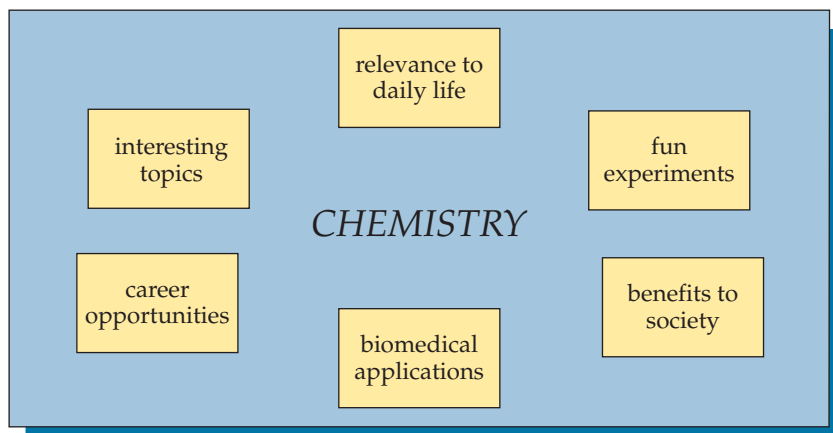 relevance to
daily life
interesting
topics
fun
experiments
CHEMISTRY
career
opportunities
benefits to
society
biomedical
applications